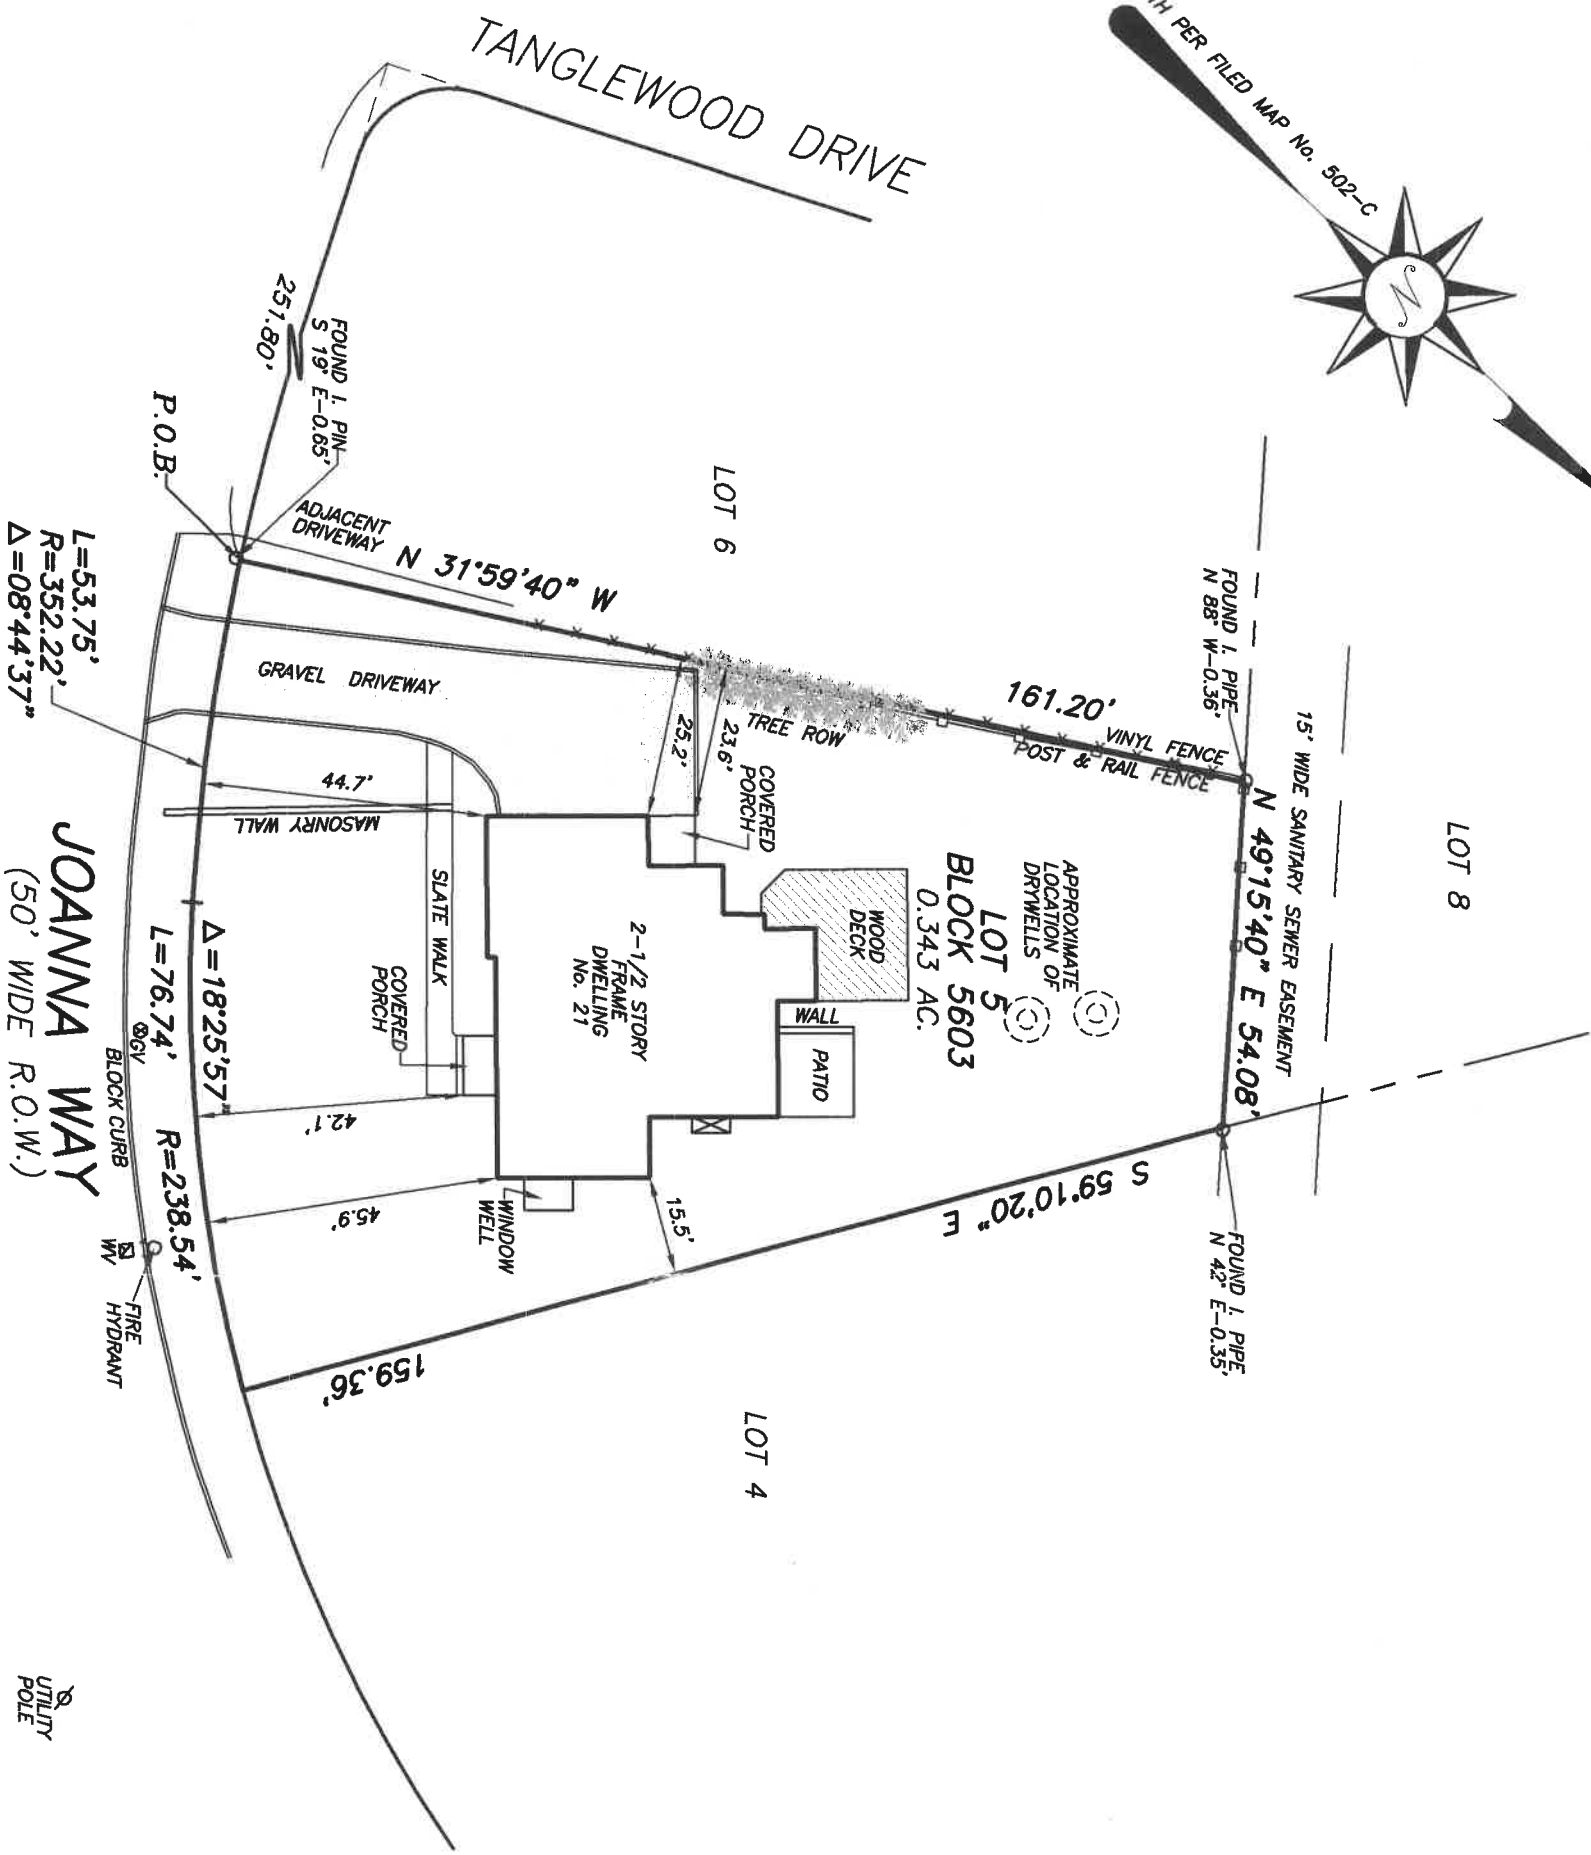 TANGLEWOOD DRIVE
PER FILED MAP No. 502-C
N
251.80'
FOUND I. PIN
S 19° E-0.65'
P.O.B.
ADJACENT
DRIVEWAY
N 31°59'40" W
161.20'
LOT 6
FOUND I. PIPE
N 88° W-0.36'
15' WIDE SANITARY SEWER EASEMENT
LOT 8
VINYL FENCE
POST & RAIL FENCE
TREE ROW
N 49°15'40" E 54.08'
GRAVEL DRIVEWAY
25.2'
23.6'
COVERED
PORCH
44.7'
MASONRY WALL
SLATE WALK
COVERED
PORCH
2-1/2 STORY
FRAME
DWELLING
No. 21
WOOD
DECK
WALL
PATIO
APPROXIMATE
LOCATION OF
DRYWELLS
LOT 5
BLOCK 5603
0.343 AC.
42.1'
45.9'
WINDOW
WELL
15.5'
S 59°10'20" E
159.36'
FOUND I. PIPE
N 42° E-0.35'
LOT 4
L=53.75'
R=352.22'
Δ=08°44'37"
Δ=18°25'57"
L=76.74' R=238.54'
GV
BLOCK CURB
WV
FIRE
HYDRANT
JOANNA WAY
(50' WIDE R.O.W.)
UTILITY
POLE